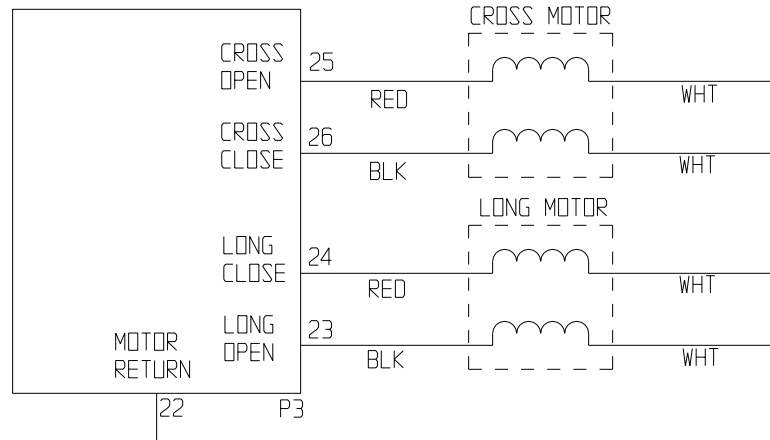 CROSS MOTOR
CROSS
OPEN
25
RED
WHT
CROSS
CLOSE
26
BLK
WHT
LONG MOTOR
LONG
CLOSE
24
RED
WHT
LONG
OPEN
23
BLK
WHT
MOTOR
RETURN
22
P3